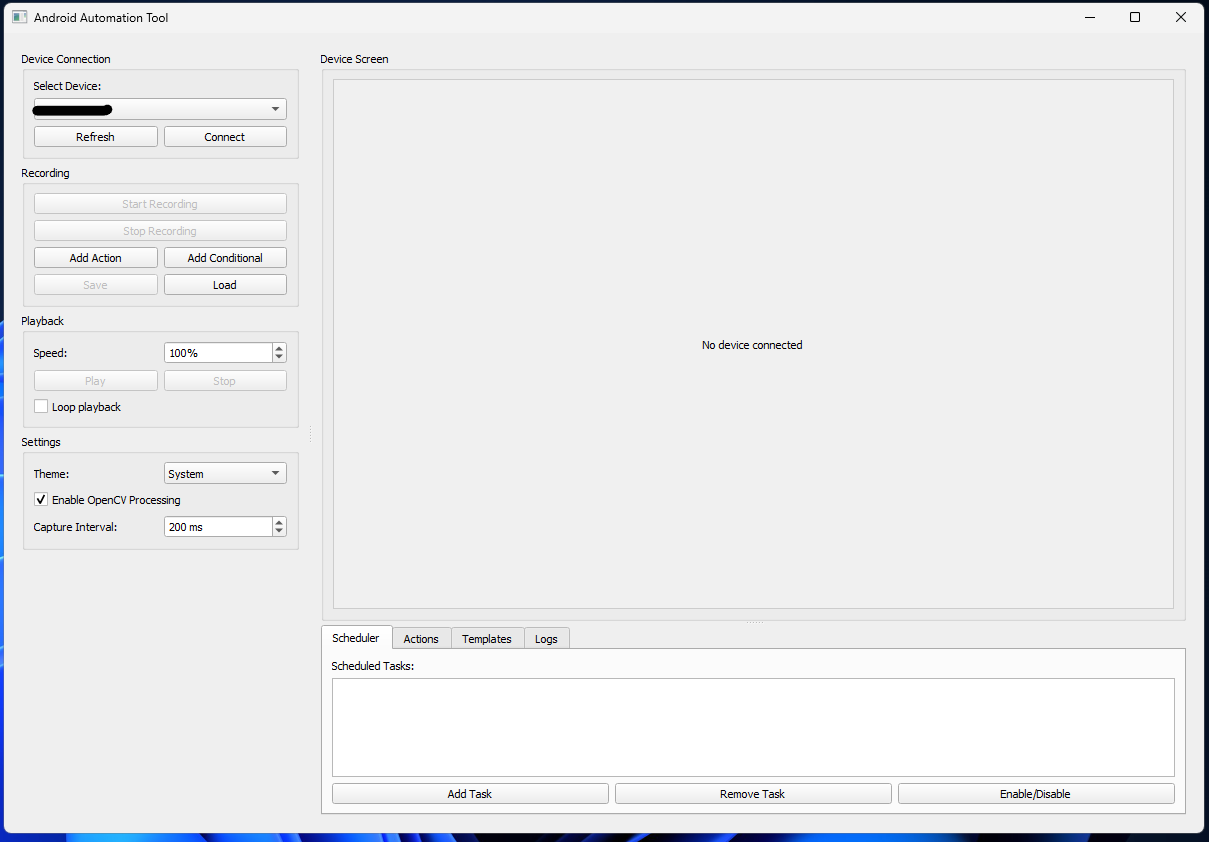 Android Automation Tool
Device Connection
Select Device:
Refresh
Connect
Recording
Start Recording
Stop Recording
Add Action
Add Conditional
Save
Load
Playback
Speed:
100%
Play
Stop
Loop playback
Settings
Theme:
System
Enable OpenCV Processing
Capture Interval:
200 ms
Device Screen
No device connected
Scheduler
Actions
Templates
Logs
Scheduled Tasks:
Add Task
Remove Task
Enable/Disable